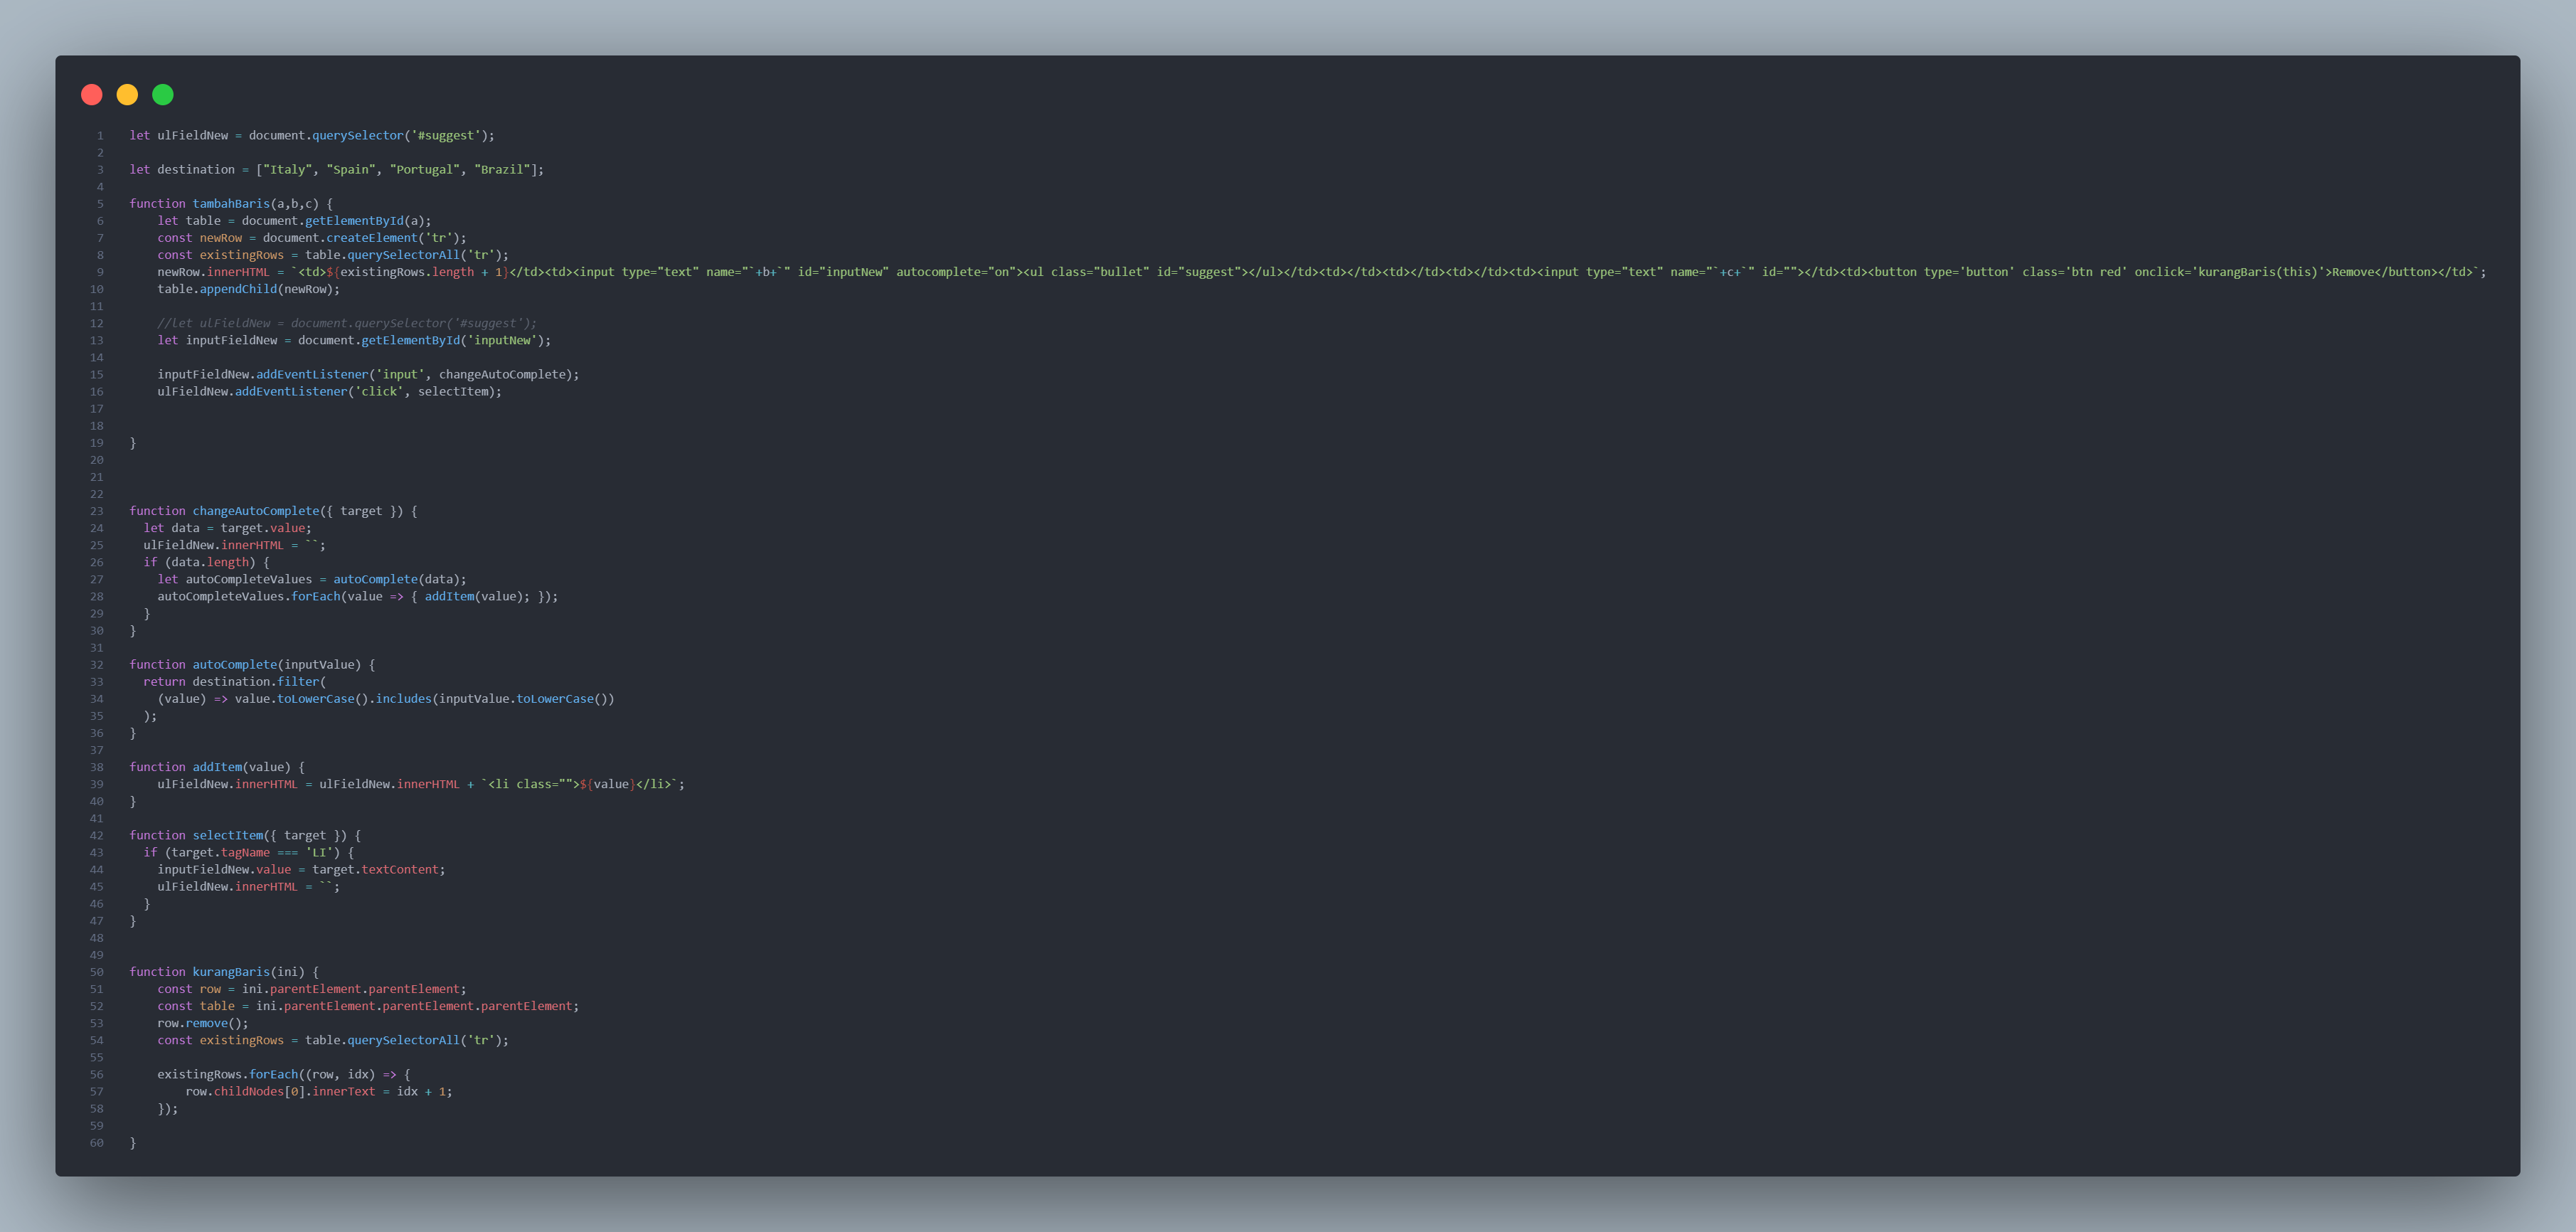 1 let ulFieldNew = document.querySelector('#suggest');
2
3 let destination = ["Italy", "Spain", "Portugal", "Brazil"];
4
5 function tambahBaris(a,b,c) {
6     let table = document.getElementById(a);
7     const newRow = document.createElement('tr');
8     const existingRows = table.querySelectorAll('tr');
9     newRow.innerHTML = `<td>${existingRows.length + 1}</td><td><input type="text" name="`+b+`" id="inputNew" autocomplete="on"><ul class="bullet" id="suggest"></ul></td><td></td><td></td><td></td><td><input type="text" name="`+c+`" id=""></td><td><button type='button' class='btn red' onclick='kurangBaris(this)'>Remove</button></td>`;
10     table.appendChild(newRow);
11
12     //let ulFieldNew = document.querySelector('#suggest');
13     let inputFieldNew = document.getElementById('inputNew');
14
15     inputFieldNew.addEventListener('input', changeAutoComplete);
16     ulFieldNew.addEventListener('click', selectItem);
17
18
19 }
20
21
22
23 function changeAutoComplete({ target }) {
24   let data = target.value;
25   ulFieldNew.innerHTML = ``;
26   if (data.length) {
27     let autoCompleteValues = autoComplete(data);
28     autoCompleteValues.forEach(value => { addItem(value); });
29   }
30 }
31
32 function autoComplete(inputValue) {
33   return destination.filter(
34     (value) => value.toLowerCase().includes(inputValue.toLowerCase())
35   );
36 }
37
38 function addItem(value) {
39     ulFieldNew.innerHTML = ulFieldNew.innerHTML + `<li class="">${value}</li>`;
40 }
41
42 function selectItem({ target }) {
43   if (target.tagName === 'LI') {
44     inputFieldNew.value = target.textContent;
45     ulFieldNew.innerHTML = ``;
46   }
47 }
48
49
50 function kurangBaris(ini) {
51     const row = ini.parentElement.parentElement;
52     const table = ini.parentElement.parentElement.parentElement;
53     row.remove();
54     const existingRows = table.querySelectorAll('tr');
55
56     existingRows.forEach((row, idx) => {
57         row.childNodes[0].innerText = idx + 1;
58     });
59
60 }